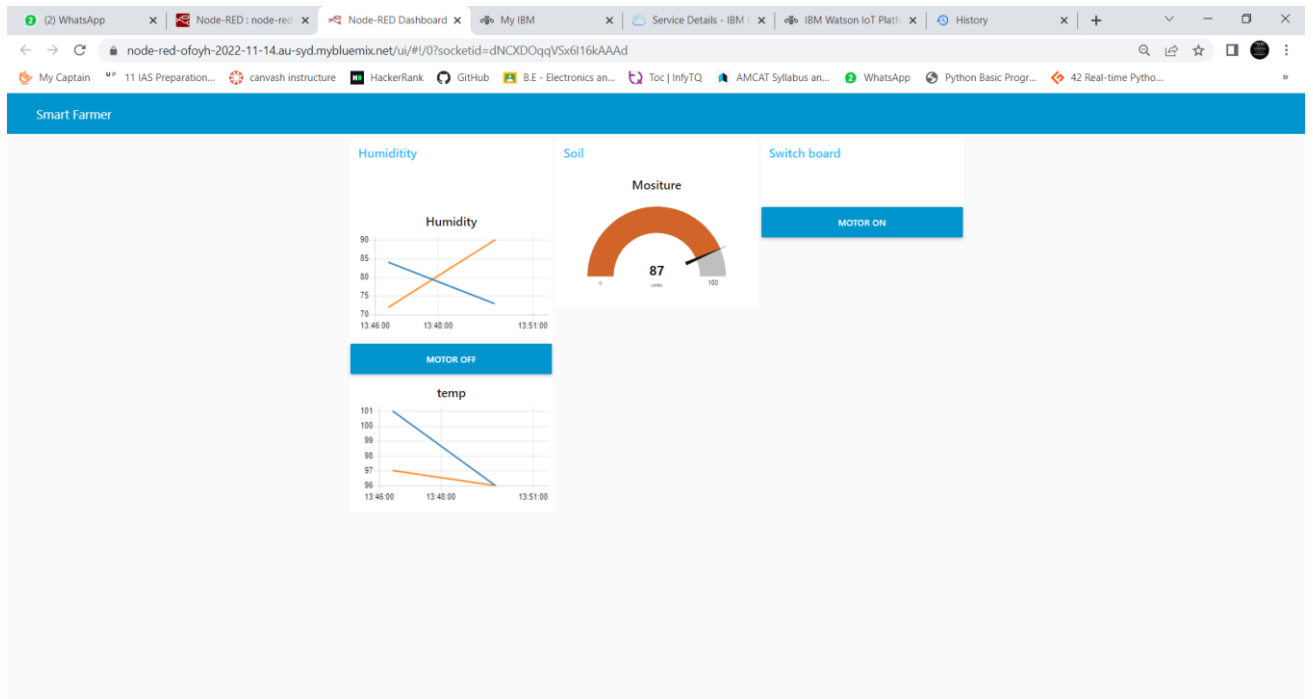 (2) WhatsApp
Node-RED : node-red
Node-RED Dashboard
My IBM
Service Details - IBM
IBM Watson IoT Platf
History
node-red-ofoyh-2022-11-14.au-syd.mybluemix.net/ui/#!/0?socketid=dNCXDOqqVSx6I16kAAAd
My Captain
11 IAS Preparation...
canvash instructure
HackerRank
GitHub
B.E - Electronics an...
Toc | InfyTQ
AMCAT Syllabus an...
WhatsApp
Python Basic Progr...
42 Real-time Pytho...
»
Smart Farmer
Humiditity
Humidity
90
85
80
75
70
13:46:00 13:48:00 13:51:00
MOTOR OFF
temp
101
100
99
98
97
96
13:46:00 13:48:00 13:51:00
Soil
Mositure
87
0 units 100
Switch board
MOTOR ON